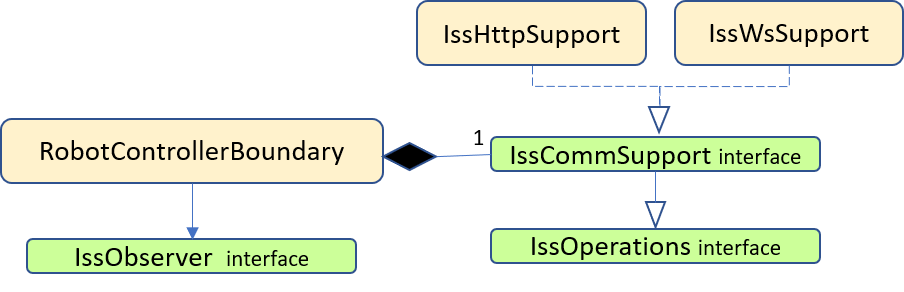 IssHttpSupport
IssWsSupport
RobotControllerBoundary
1
IssCommSupport interface
IssObserver interface
IssOperations interface